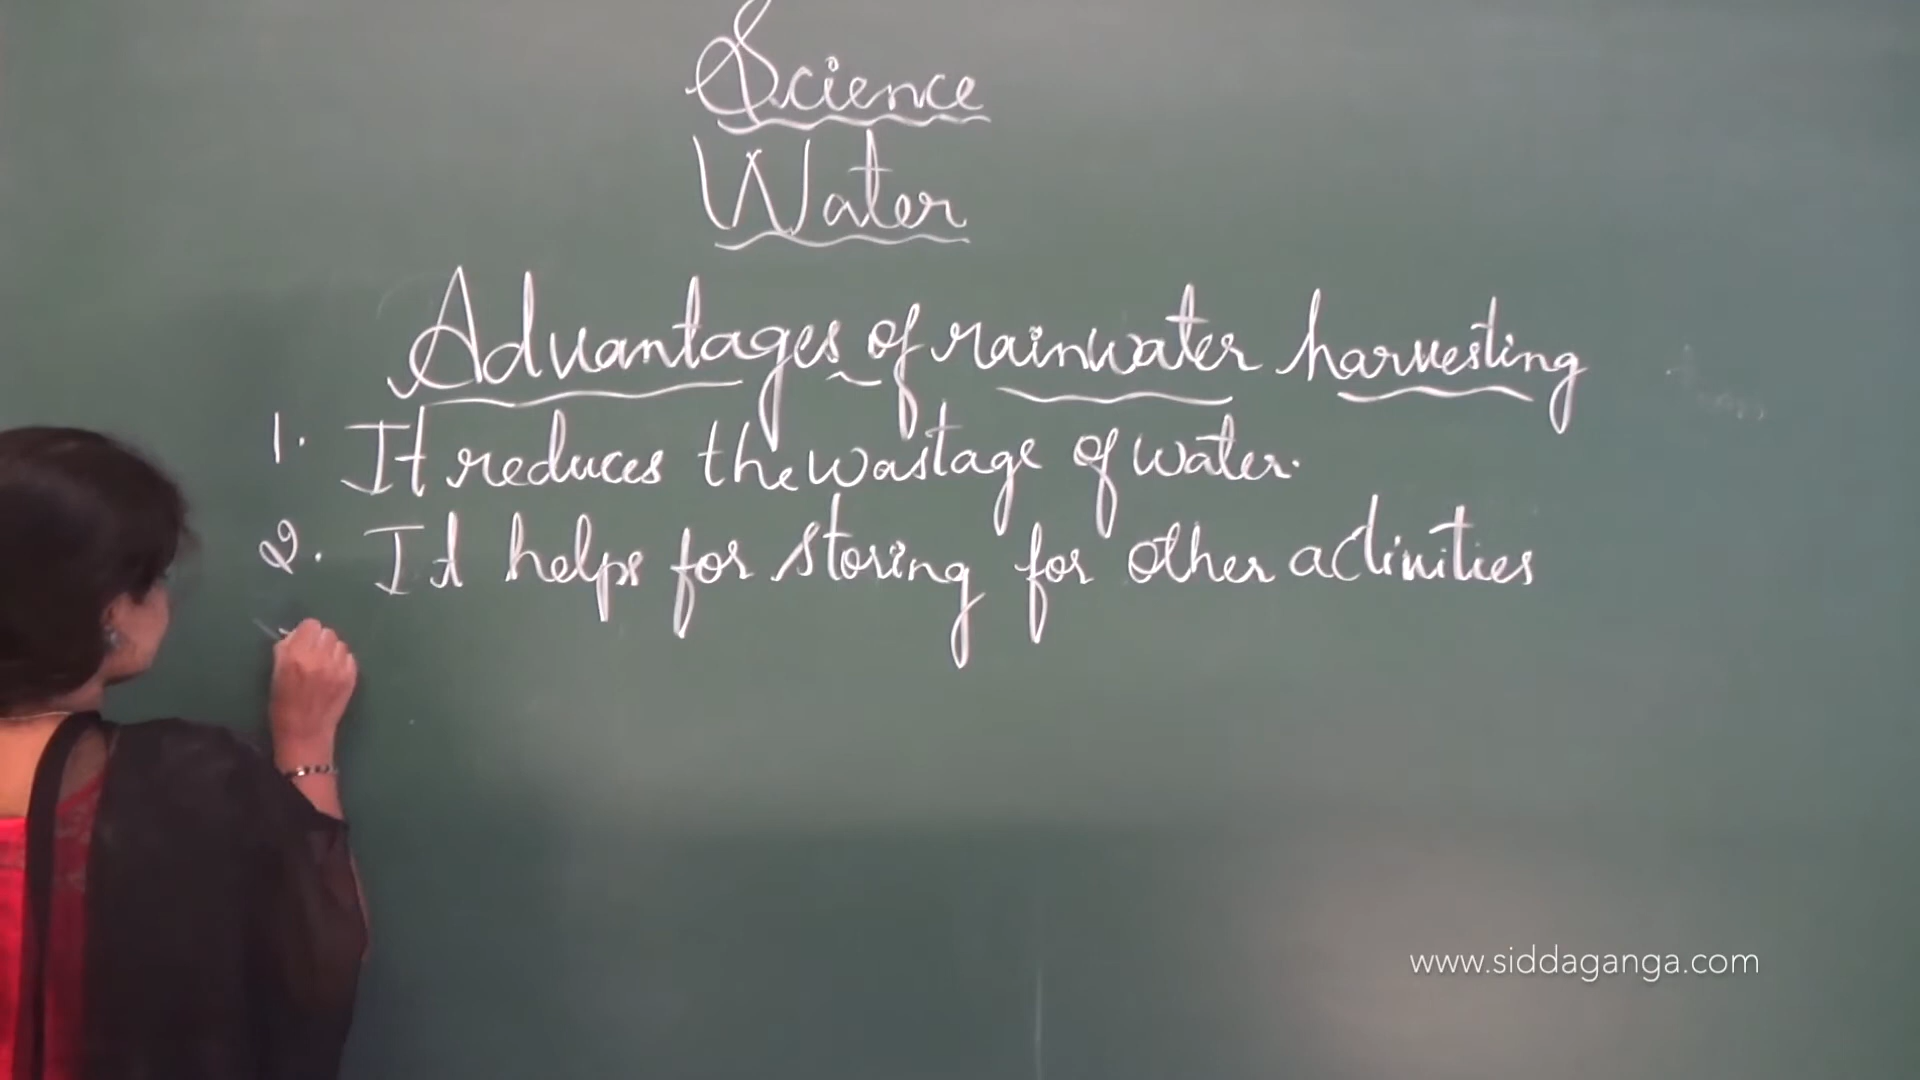 Science
Water
Advantages of rainwater harvesting
1. It reduces the wastage of water.
2. It helps for storing for other activities
www.siddaganga.com